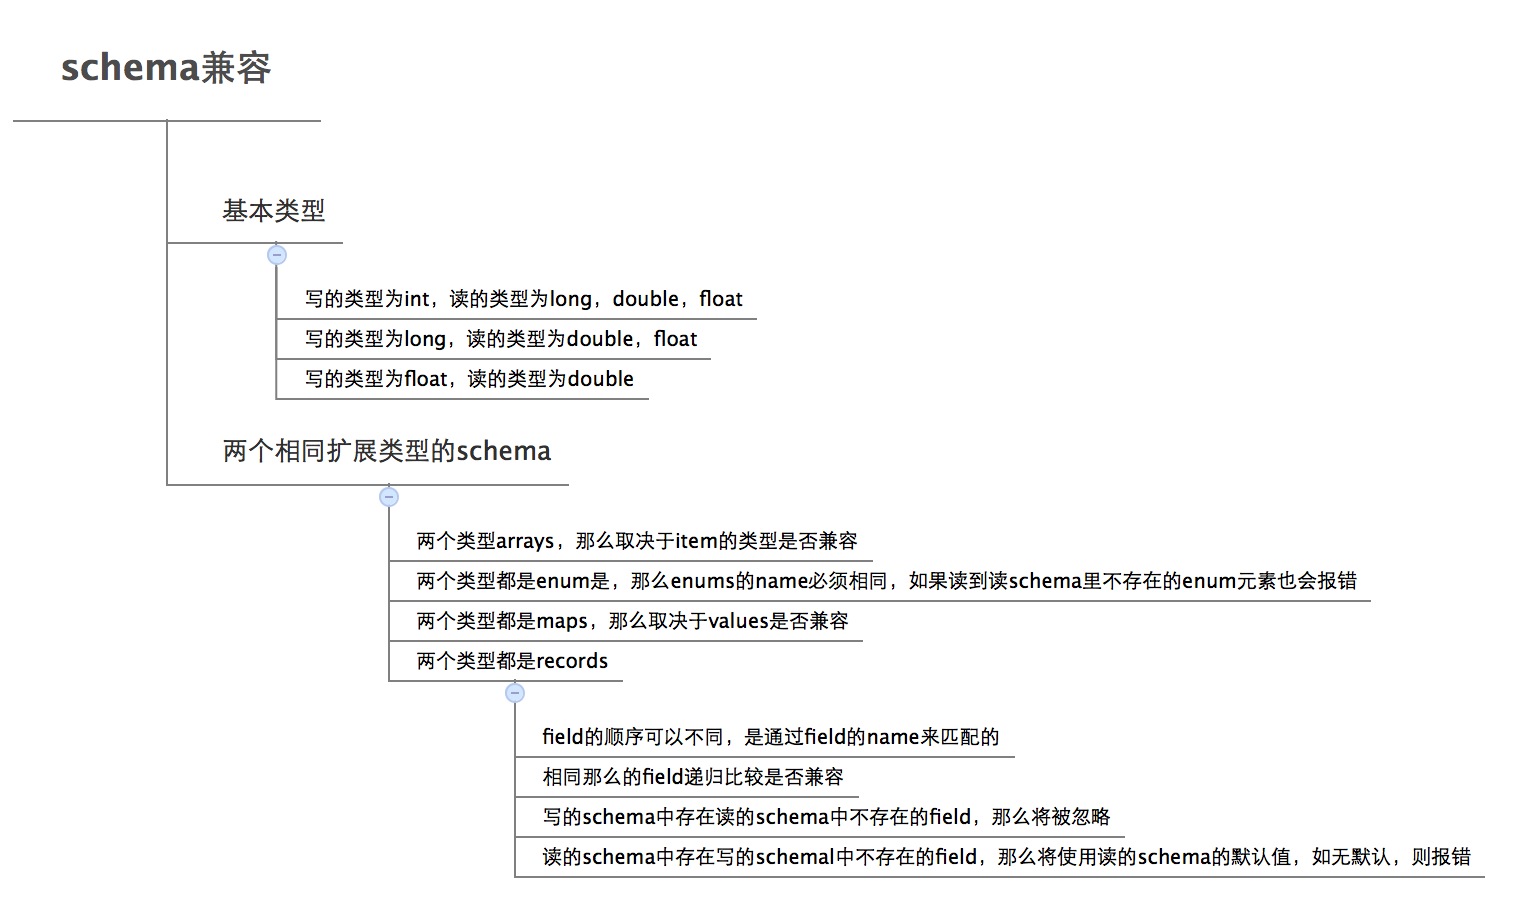 schema兼容
基本类型
写的类型为int，读的类型为long，double，float
写的类型为long，读的类型为double，float
写的类型为float，读的类型为double
两个相同扩展类型的schema
两个类型arrays，那么取决于item的类型是否兼容
两个类型都是enum是，那么enums的name必须相同，如果读到读schema里不存在的enum元素也会报错
两个类型都是maps，那么取决于values是否兼容
两个类型都是records
field的顺序可以不同，是通过field的name来匹配的
相同那么的field递归比较是否兼容
写的schema中存在读的schema中不存在的field，那么将被忽略
读的schema中存在写的schemal中不存在的field，那么将使用读的schema的默认值，如无默认，则报错